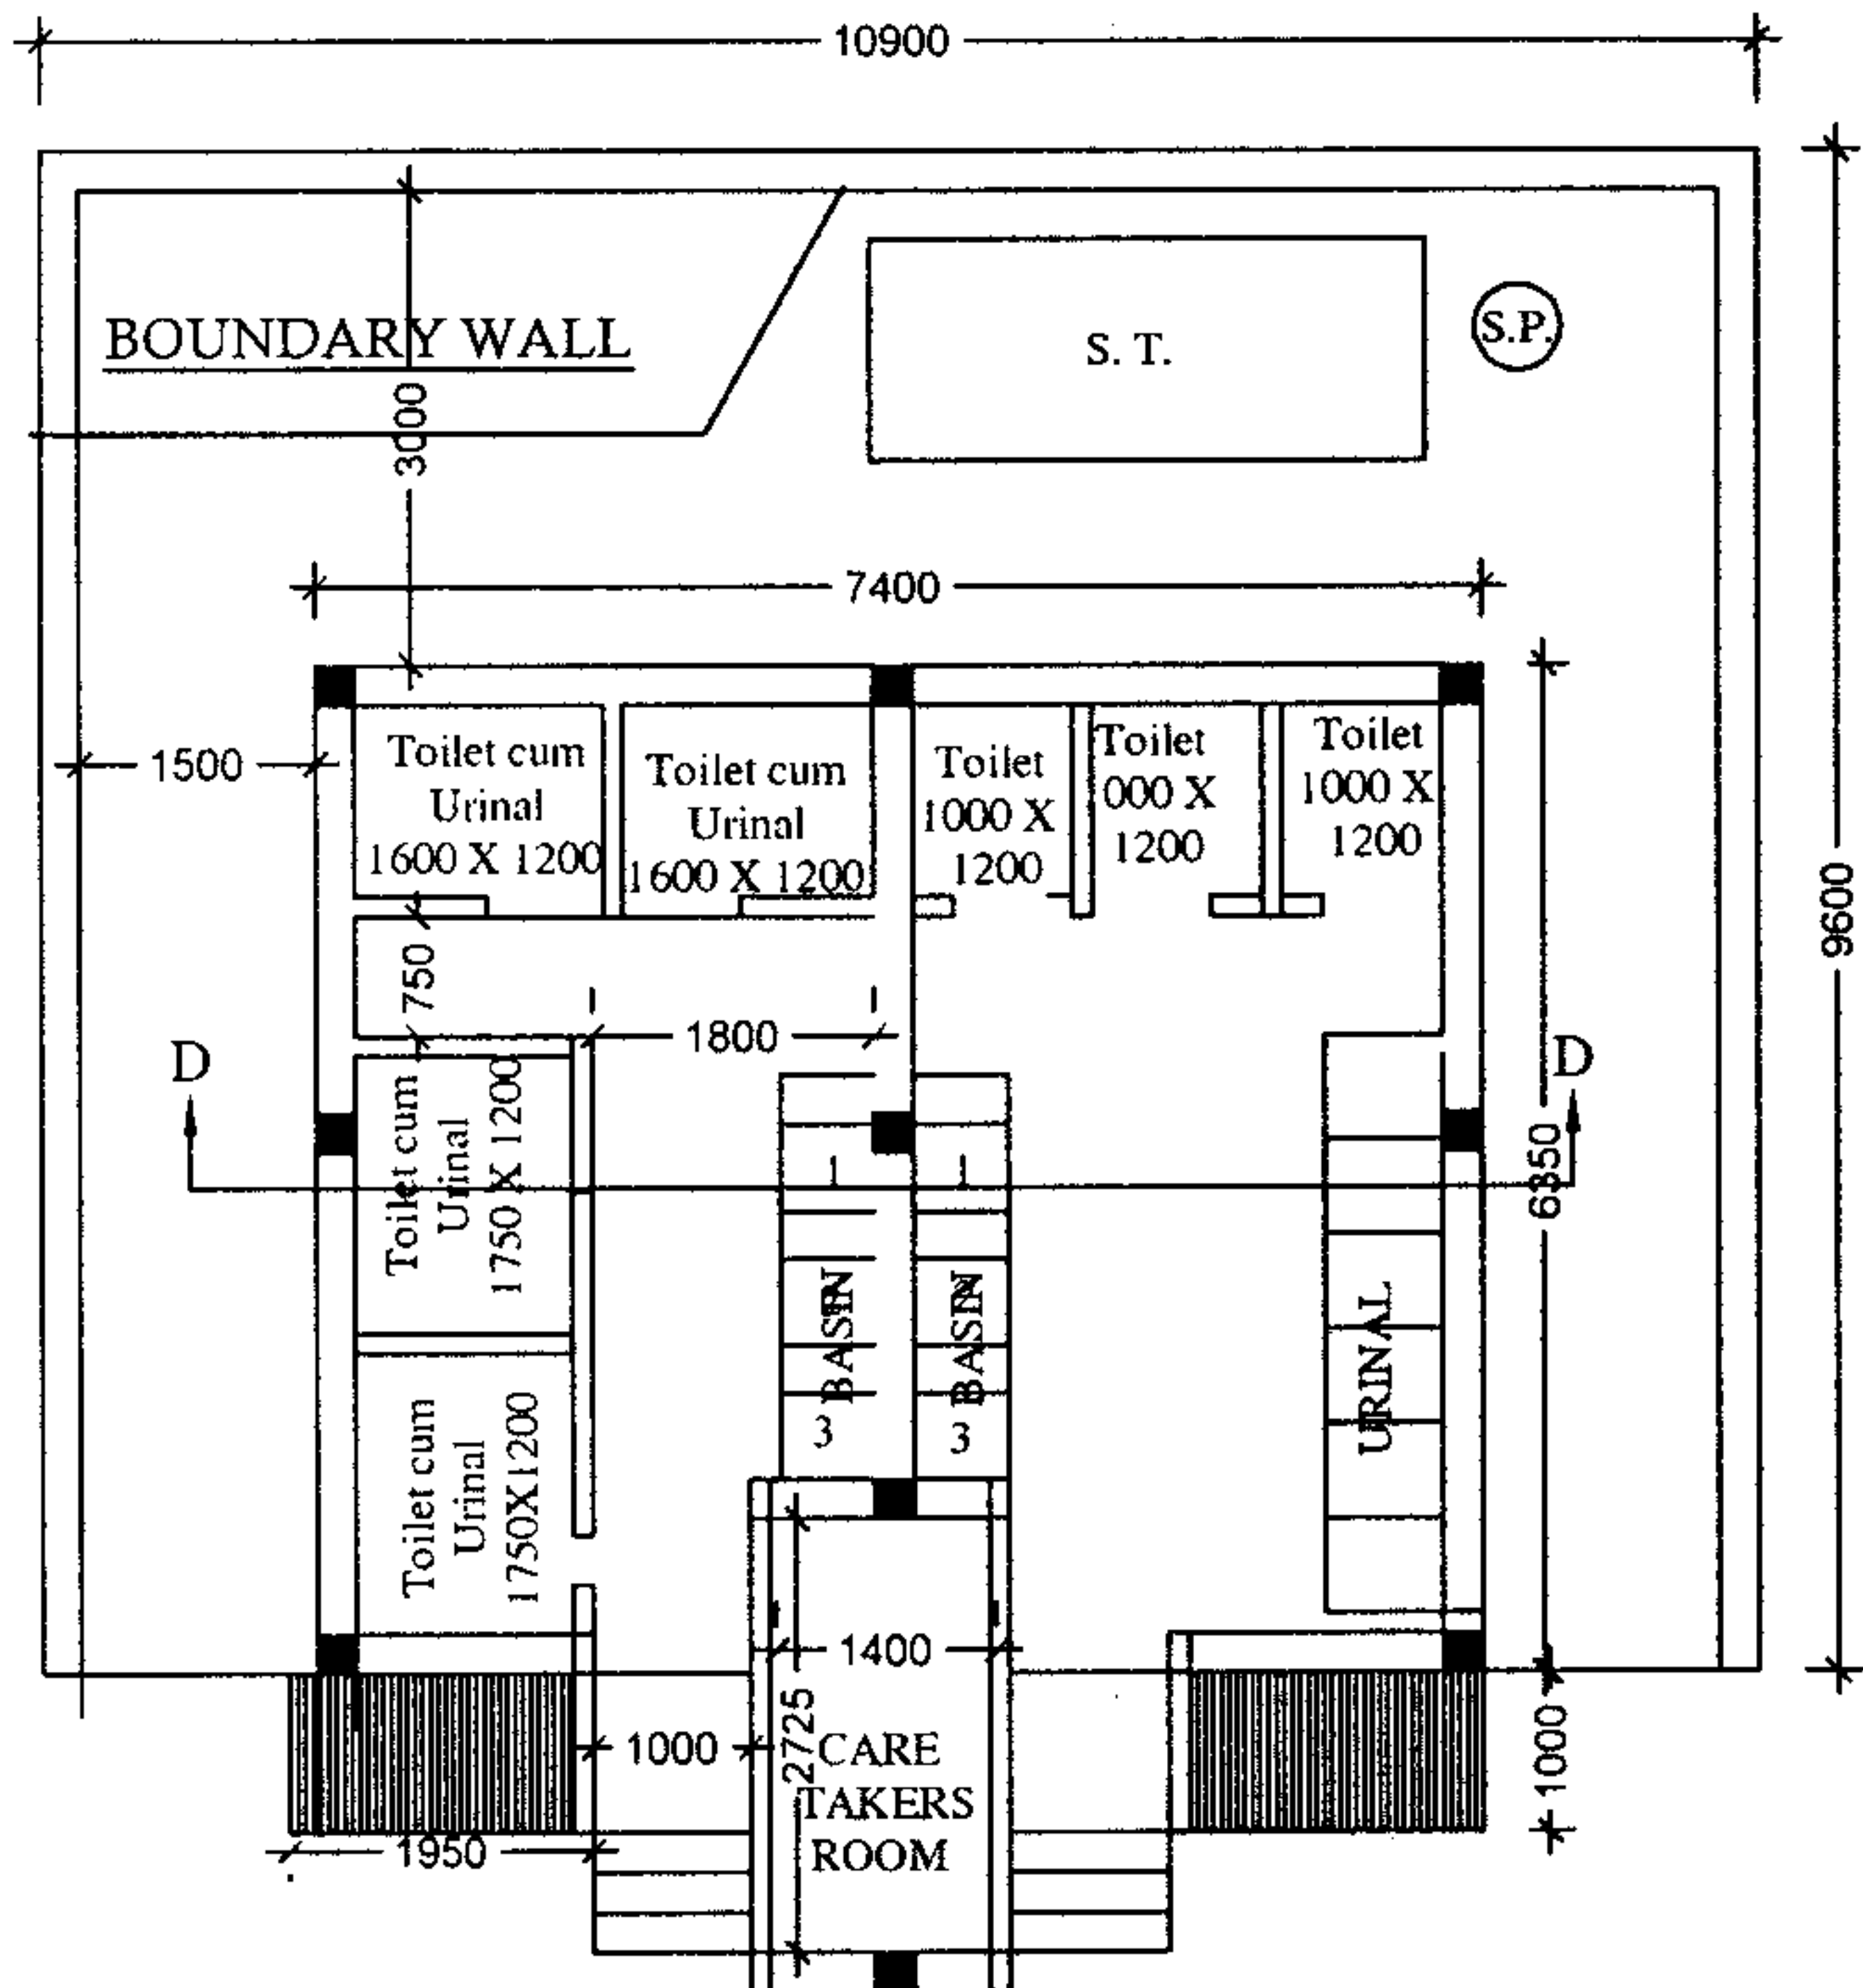 10900
BOUNDARY WALL
S. T.
S.P.
3000
7400
9600
1500
Toilet cum
Urinal
1600 X 1200
Toilet cum
Urinal
1600 X 1200
Toilet
1000 X
1200
Toilet
000 X
1200
Toilet
1000 X
1200
750
1800
D
D
6350
Toilet cum
Urinal
1750 X 1200
1
1
BASIN
BASIN
3
3
URINAL
Toilet cum
Urinal
1750X1200
1400
2725
1000
CARE
TAKERS
ROOM
1000
1950